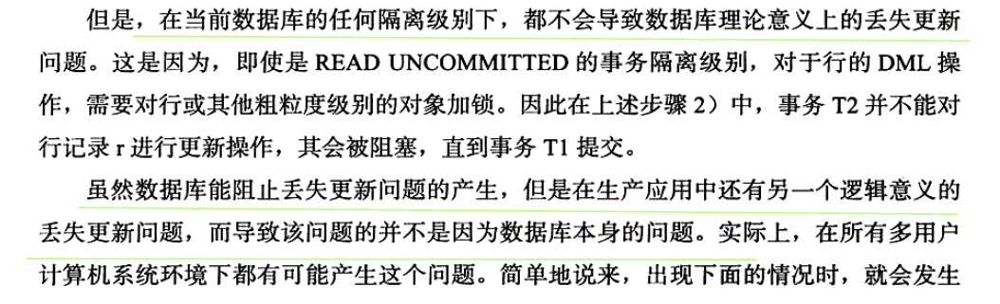 但是，在当前数据库的任何隔离级别下，都不会导致数据库理论意义上的丢失更新
问题。这是因为，即使是 READ UNCOMMITTED 的事务隔离级别，对于行的 DML 操
作，需要对行或其他粗粒度级别的对象加锁。因此在上述步骤 2）中，事务 T2 并不能对
行记录 r 进行更新操作，其会被阻塞，直到事务 T1 提交。
虽然数据库能阻止丢失更新问题的产生，但是在生产应用中还有另一个逻辑意义的
丢失更新问题，而导致该问题的并不是因为数据库本身的问题。实际上，在所有多用户
计算机系统环境下都有可能产生这个问题。简单地说来，出现下面的情况时，就会发生